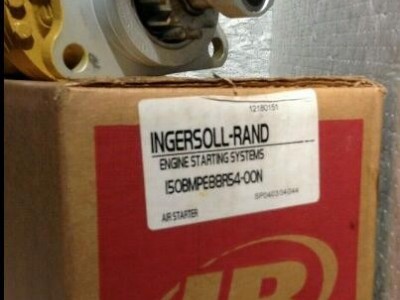 12180151
INGERSOLL-RAND
ENGINE STARTING SYSTEMS
150BMPE88R54-00N
AIR STARTER
IR